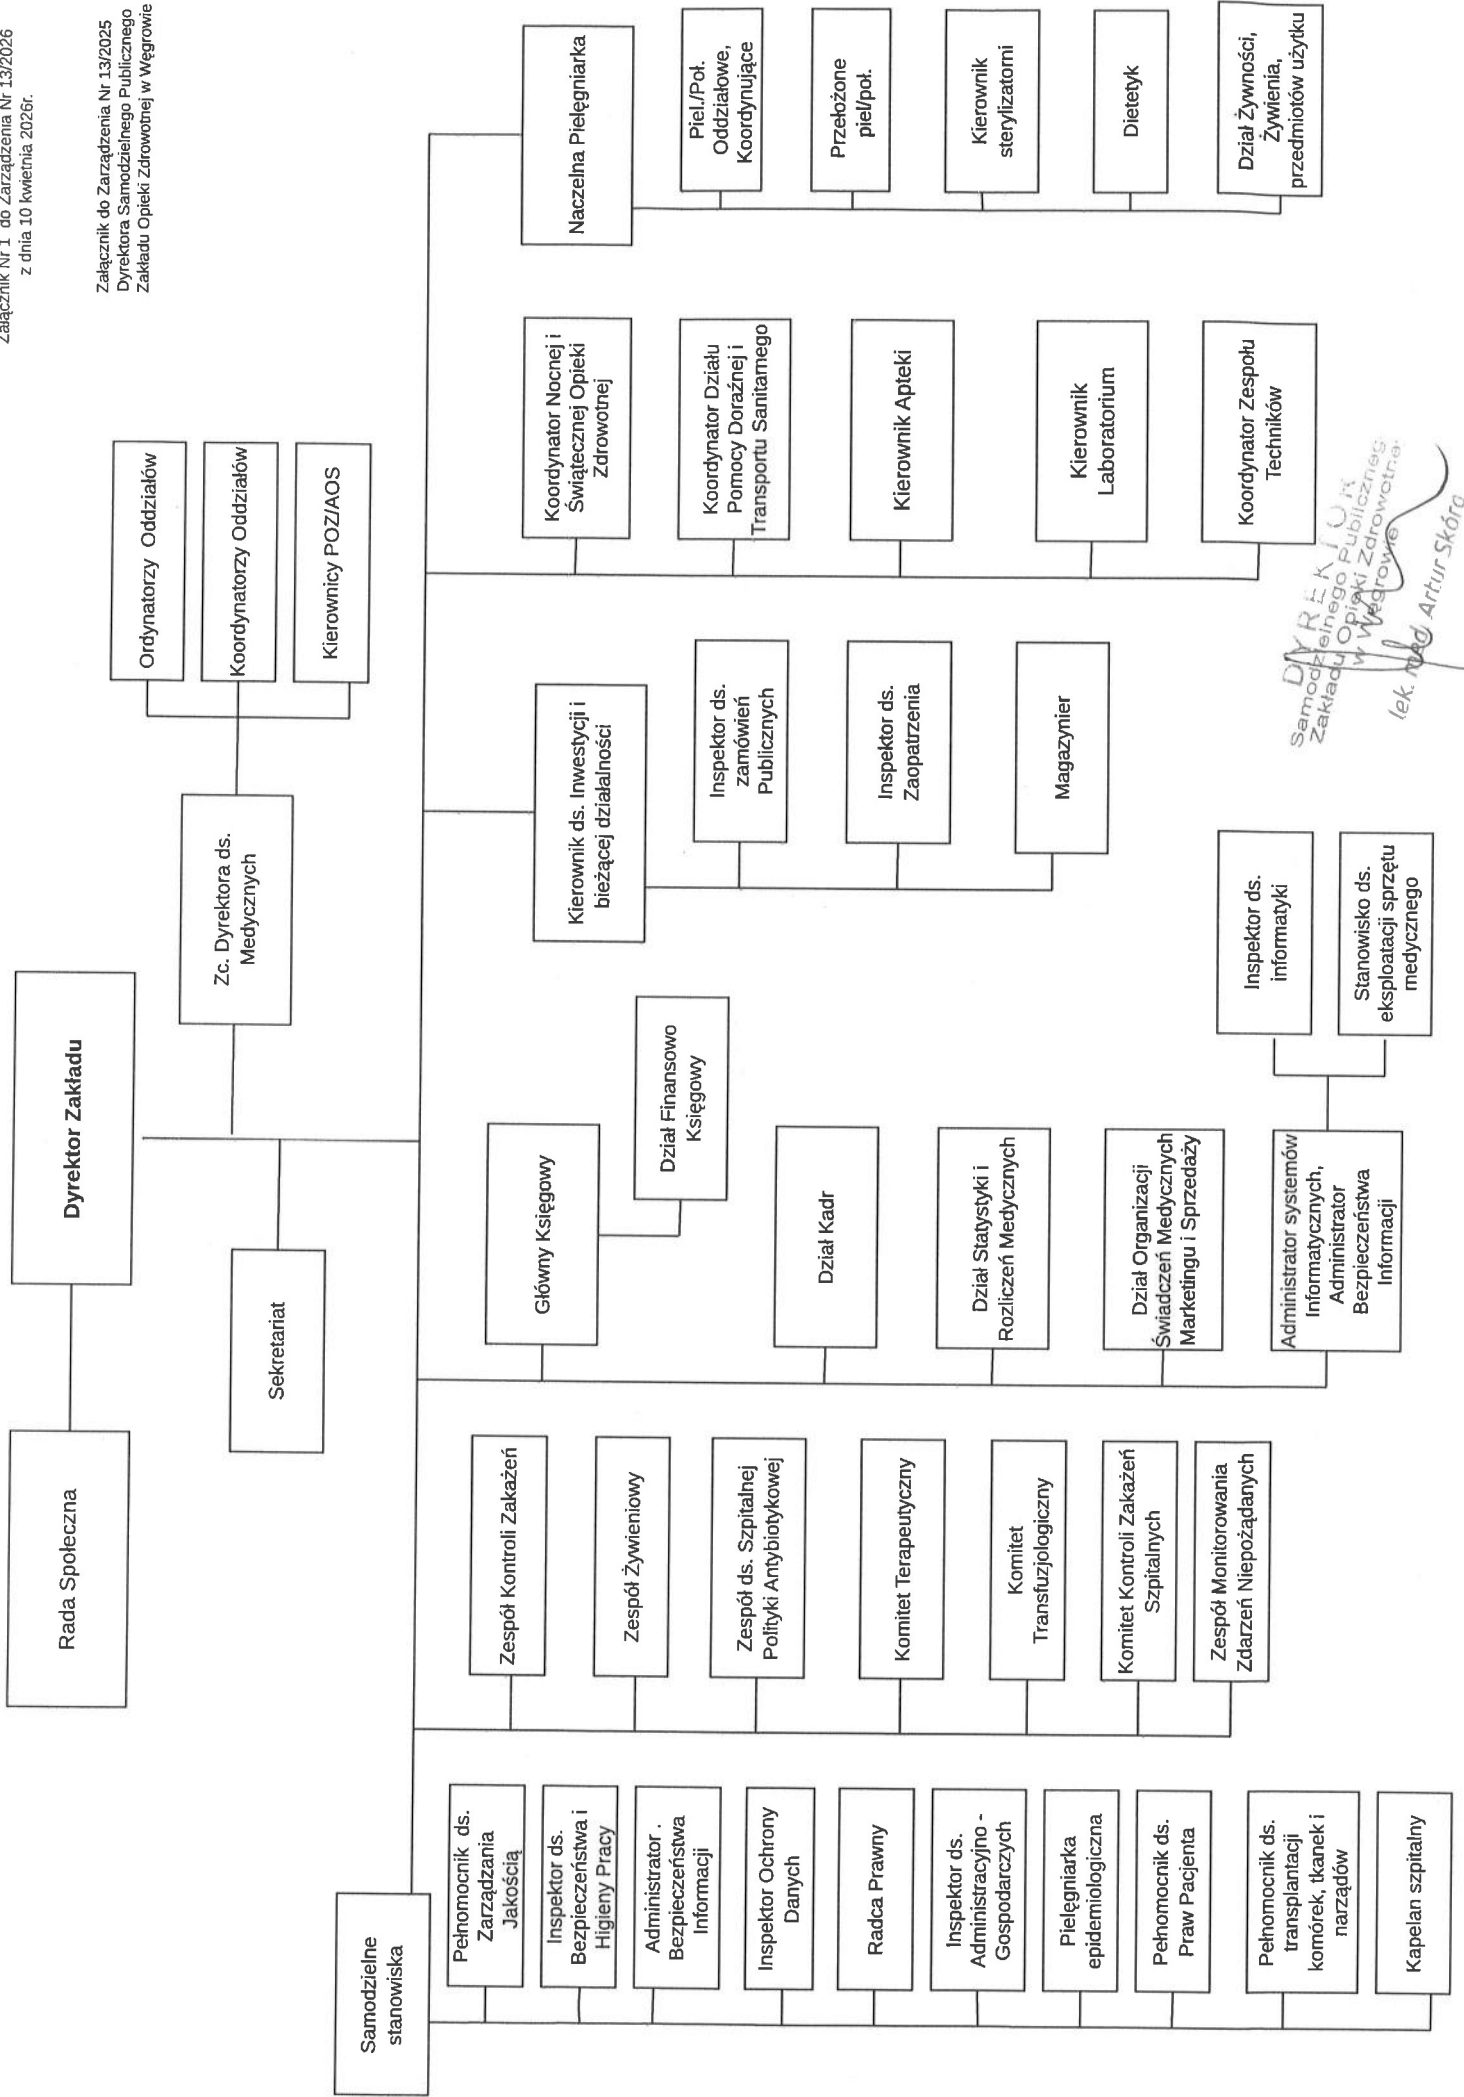 Załącznik Nr 1 do Zarządzenia Nr 13/2026
z dnia 10 kwietnia 2026r.
Załącznik do Zarządzenia Nr 13/2025
Dyrektora Samodzielnego Publicznego
Zakładu Opieki Zdrowotnej w Węgrowie
Rada Społeczna
Dyrektor Zakładu
Sekretariat
Zc. Dyrektora ds.
Medycznych
Ordynatorzy Oddziałów
Koordynatorzy Oddziałów
Kierownicy POZ/AOS
Samodzielne
stanowiska
Pełnomocnik ds.
Zarządzania
Jakością
Inspektor ds.
Bezpieczeństwa i
Higieny Pracy
Administrator .
Bezpieczeństwa
Informacji
Inspektor Ochrony
Danych
Radca Prawny
Inspektor ds.
Administracyjno -
Gospodarczych
Pielęgniarka
epidemiologiczna
Pełnomocnik ds.
Praw Pacjenta
Pełnomocnik ds.
transplantacji
komórek, tkanek i
narządów
Kapelan szpitalny
Zespół Kontroli Zakażeń
Zespół Żywieniowy
Zespół ds. Szpitalnej
Polityki Antybiotykowej
Komitet Terapeutyczny
Komitet
Transfuzjologiczny
Komitet Kontroli Zakażeń
Szpitalnych
Zespół Monitorowania
Zdarzeń Niepożądanych
Główny Księgowy
Dział Finansowo
Księgowy
Dział Kadr
Dział Statystyki i
Rozliczeń Medycznych
Dział Organizacji
Świadczeń Medycznych
Marketingu i Sprzedaży
Administrator systemów
Informatycznych,
Administrator
Bezpieczeństwa
Informacji
Inspektor ds.
informatyki
Stanowisko ds.
eksploatacji sprzętu
medycznego
Kierownik ds. Inwestycji i
bieżącej działalności
Inspektor ds.
zamówień
Publicznych
Inspektor ds.
Zaopatrzenia
Magazynier
Koordynator Nocnej i
Świątecznej Opieki
Zdrowotnej
Koordynator Działu
Pomocy Doraźnej i
Transportu Sanitarnego
Kierownik Apteki
Kierownik
Laboratorium
Koordynator Zespołu
Techników
Naczelna Pielęgniarka
Piel./Poł.
Oddziałowe,
Koordynujące
Przełożone
piel/poł.
Kierownik
sterylizatorni
Dietetyk
Dział Żywności,
Żywienia,
przedmiotów użytku
DYREKTOR
Samodzielnego Publiczneg
Zakładu Opieki Zdrowotne
w Węgrowie
lek. med. Artur Skóra